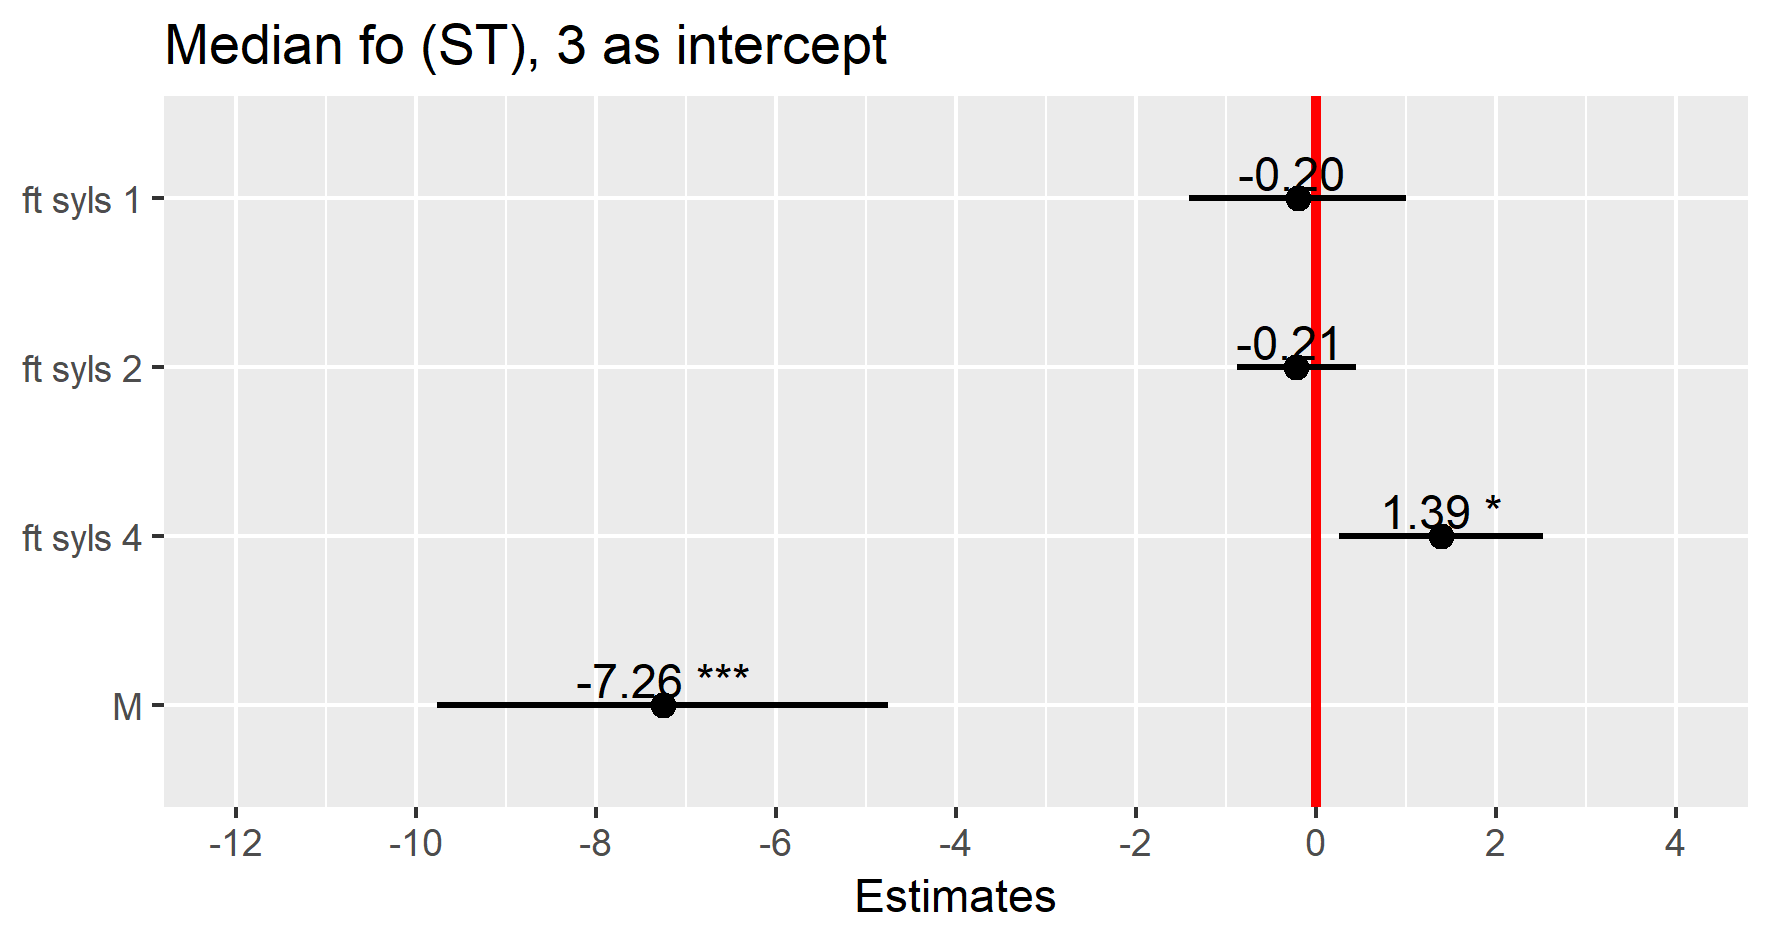 Median fo (ST), 3 as intercept
ft syls 1
-0.20
ft syls 2
-0.21
ft syls 4
1.39 *
M
-7.26 ***
-12 -10 -8 -6 -4 -2 0 2 4
Estimates